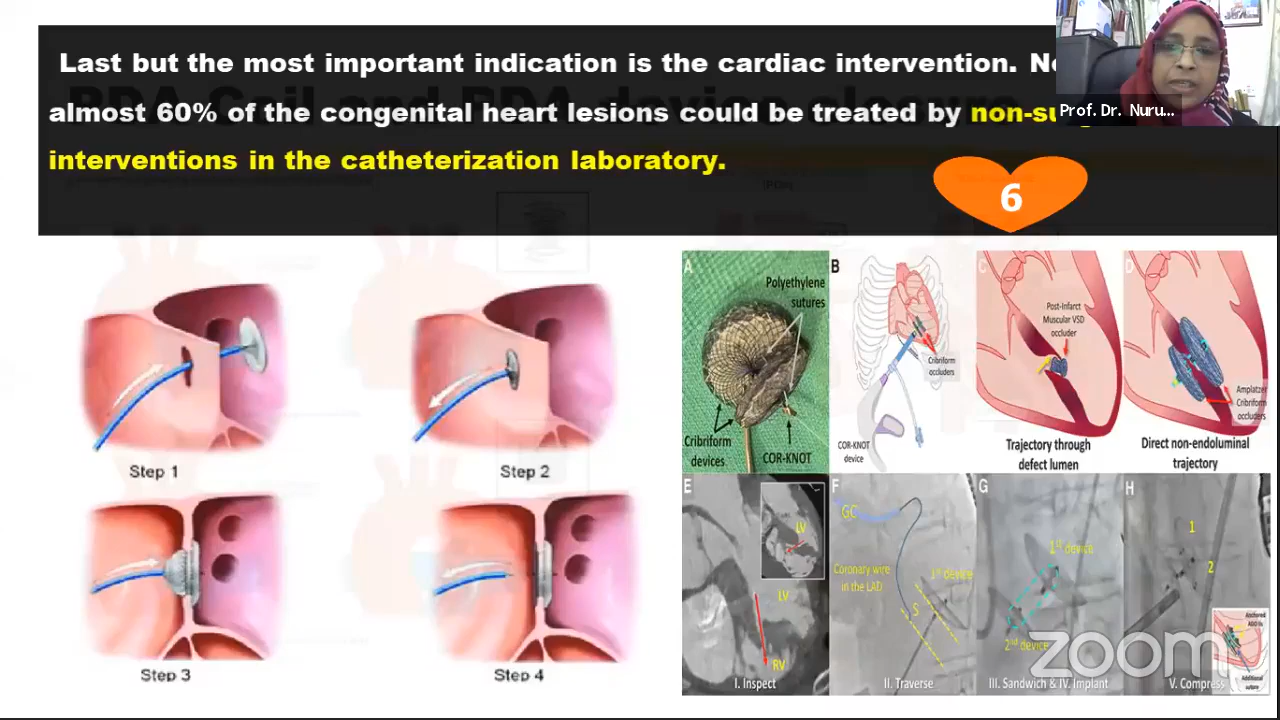 Last but the most important indication is the cardiac intervention.
almost 60% of the congenital heart lesions could be treated by
interventions in the catheterization laboratory.
Prof. Dr. Nuru...
6
Step 1
Step 2
Step 3
Step 4
A
Polyethylene
sutures
Cribriform
devices
COR-KNOT
B
Cribriform
occluders
COR-KNOT
device
C
Post-Infarct
Muscular VSD
occluder
Trajectory through
defect lumen
D
Amplatzer
Cribriform
occluders
Direct non-endoluminal
trajectory
E
LV
LV
RV
I. Inspect
F
GC
Coronary wire
in the LAD
1st device
S
II. Traverse
G
1st device
2nd device
III. Sandwich & IV. Implant
H
1
2
Anchored
Additional
suture
V. Compress
zoom